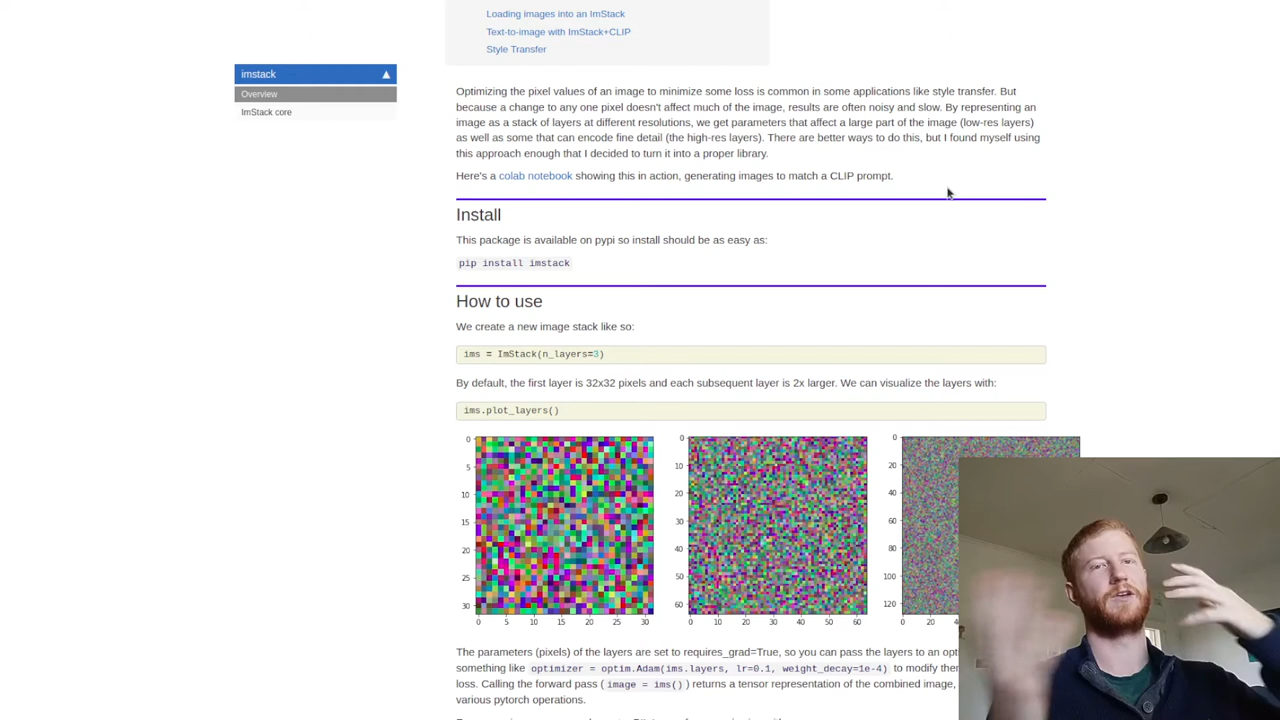 Loading images into an ImStack
Text-to-image with ImStack+CLIP
Style Transfer
imstack
Overview
ImStack core
Optimizing the pixel values of an image to minimize some loss is common in some applications like style transfer. But
because a change to any one pixel doesn't affect much of the image, results are often noisy and slow. By representing an
image as a stack of layers at different resolutions, we get parameters that affect a large part of the image (low-res layers)
as well as some that can encode fine detail (the high-res layers). There are better ways to do this, but I found myself using
this approach enough that I decided to turn it into a proper library.
Here's a colab notebook showing this in action, generating images to match a CLIP prompt.
Install
This package is available on pypi so install should be as easy as:
pip install imstack
How to use
We create a new image stack like so:
ims = ImStack(n_layers=3)
By default, the first layer is 32x32 pixels and each subsequent layer is 2x larger. We can visualize the layers with:
ims.plot_layers()
0
5
10
15
20
25
30
0 5 10 15 20 25 30
0
10
20
30
40
50
60
0 10 20 30 40 50 60
0
20
40
60
80
100
120
0 20
The parameters (pixels) of the layers are set to requires_grad=True, so you can pass the layers to an
something like optimizer = optim.Adam(ims.layers, lr=0.1, weight_decay=1e-4) to modify
loss. Calling the forward pass ( image = ims() ) returns a tensor representation of the combined image,
various pytorch operations.